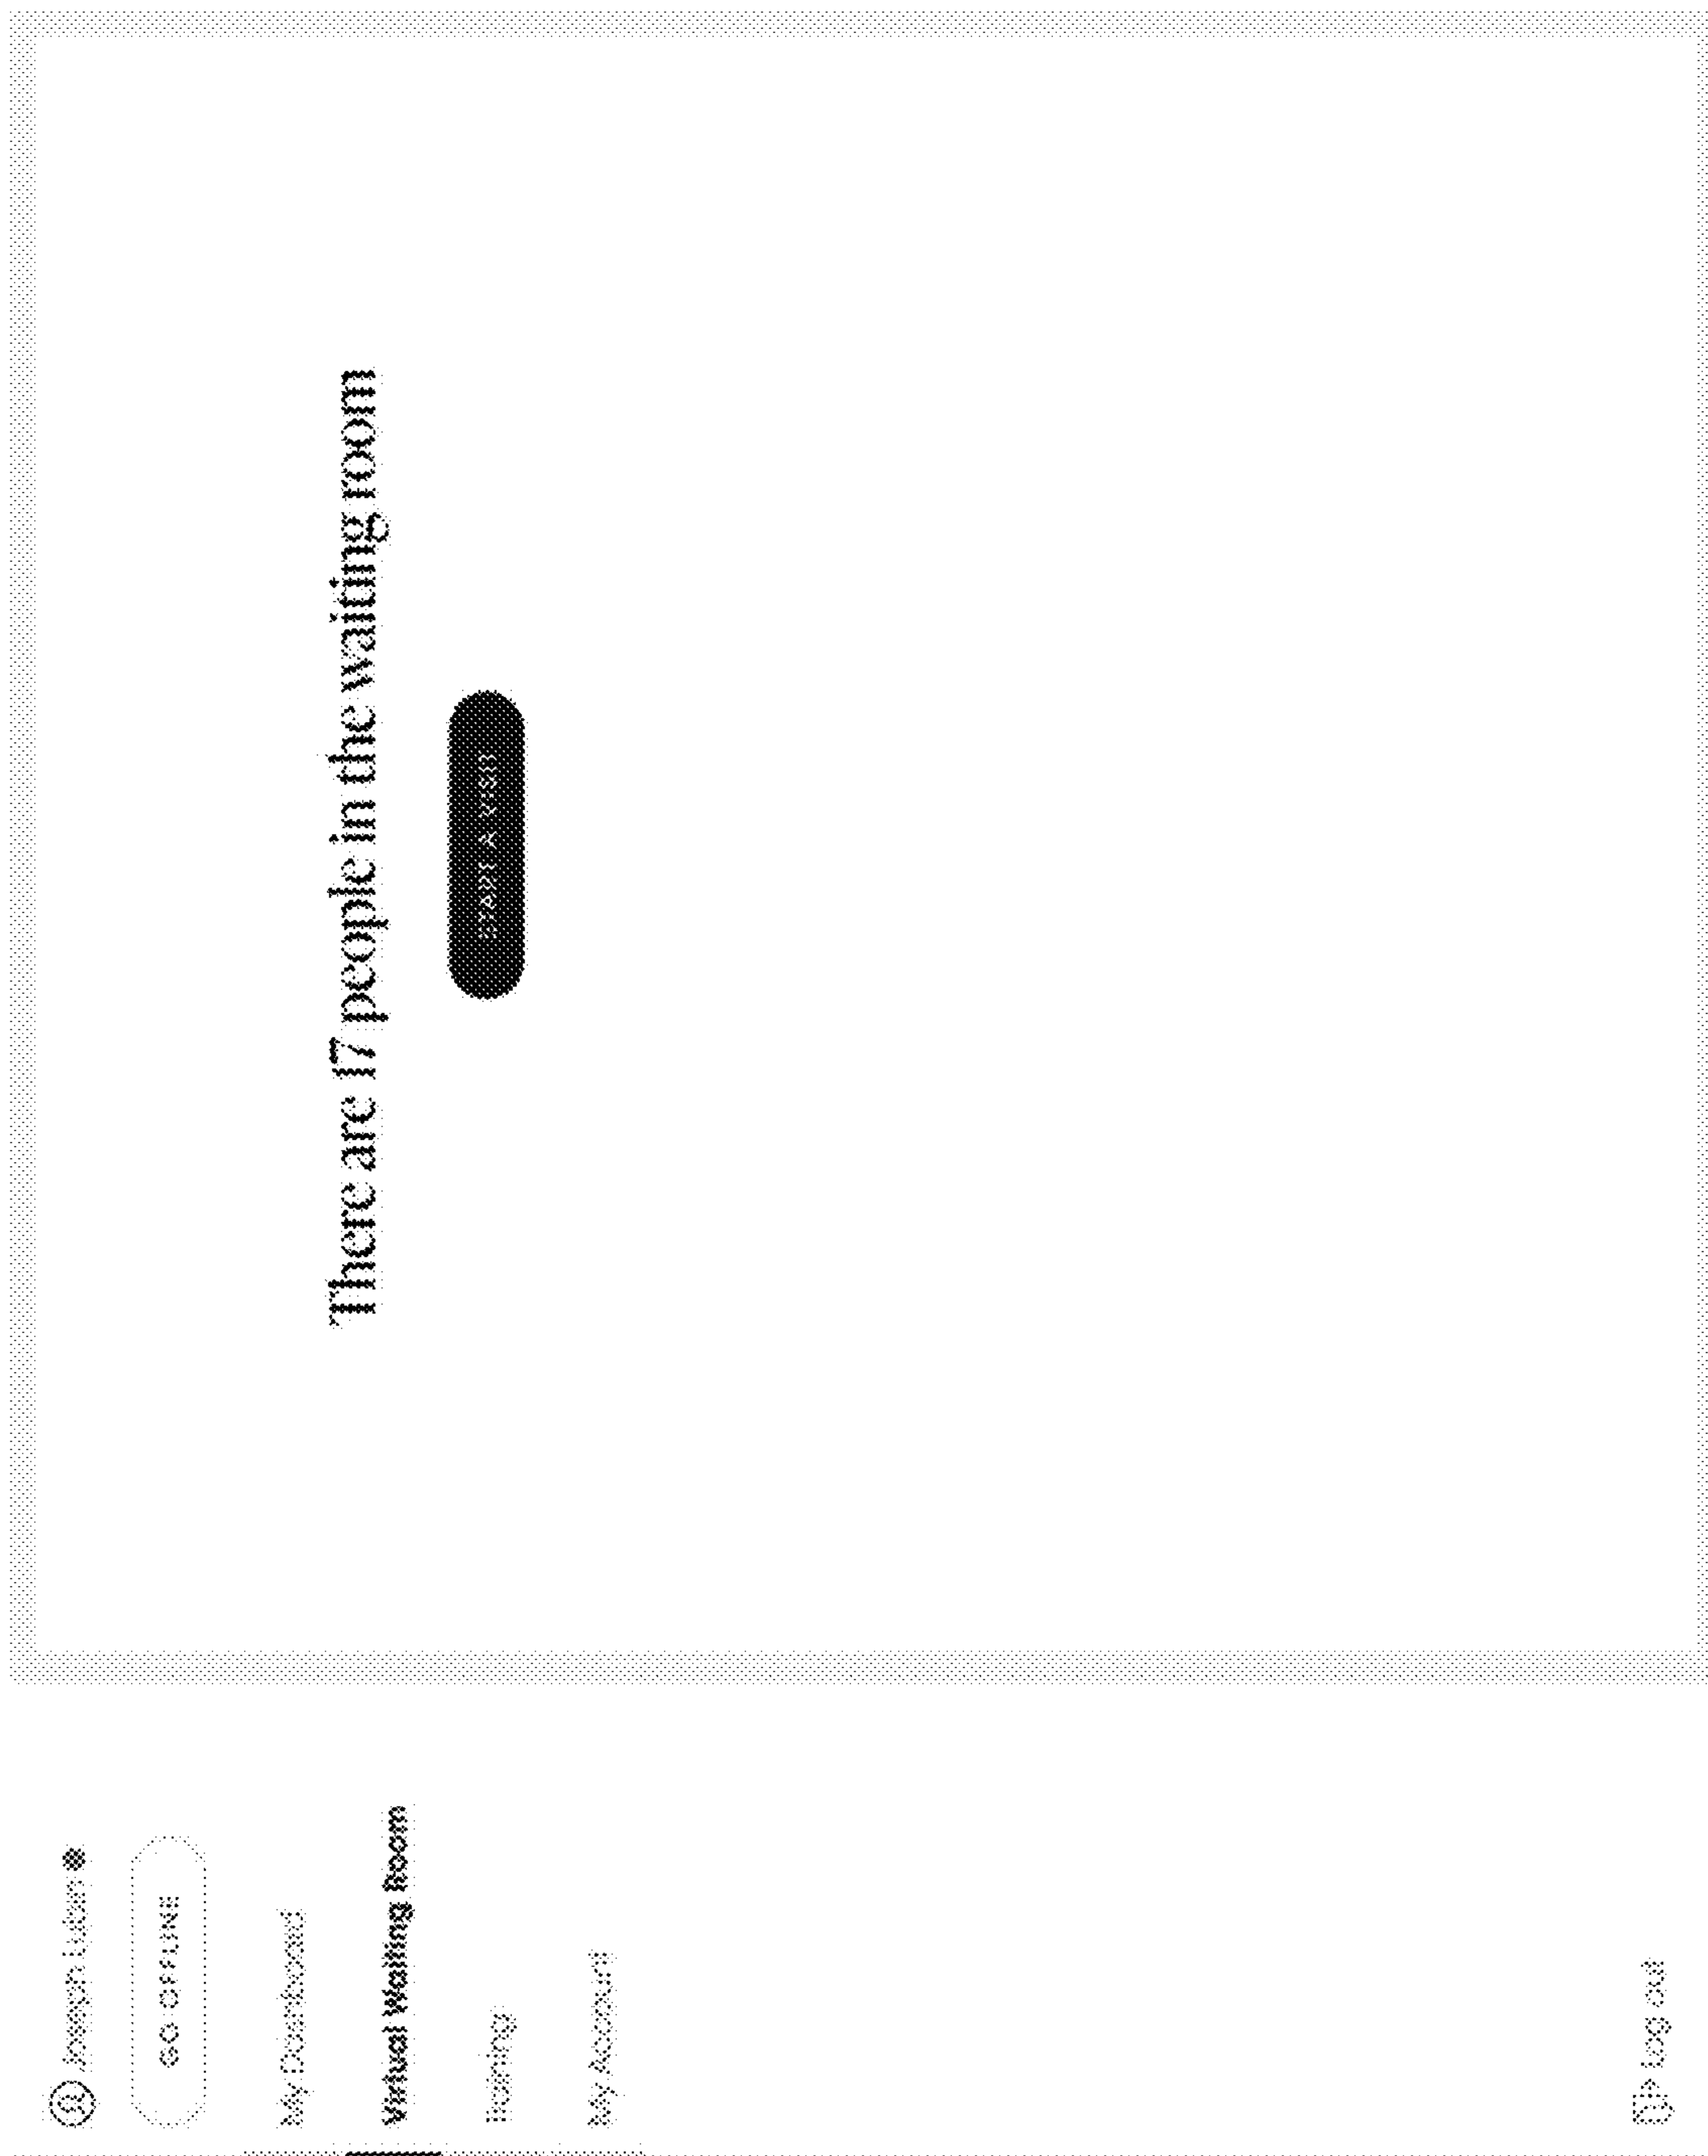 Joseph Luban
GO OFFLINE
My Dashboard
Virtual Waiting Room
Training
My Account
Log out
There are 17 people in the waiting room
START A VISIT